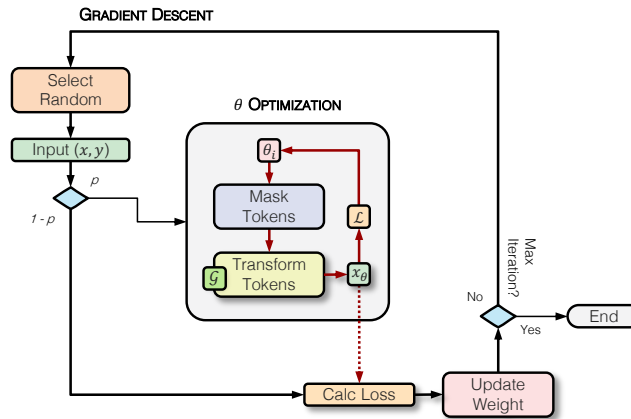 GRADIENT DESCENT
Select
Random
Input (x, y)
p
1 - p
θ OPTIMIZATION
θᵢ
Mask
Tokens
ℒ
𝒢
Transform
Tokens
x_θ
Max
Iteration?
No
Yes
End
Calc Loss
Update
Weight